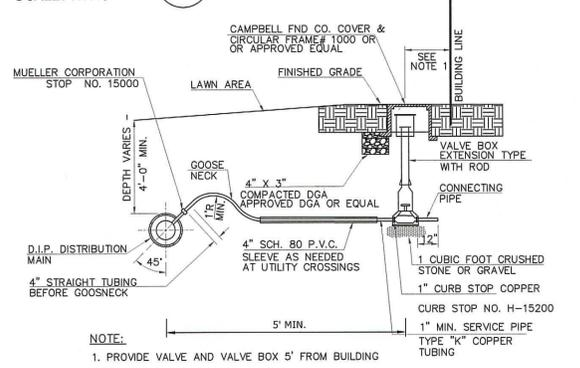 CAMPBELL FND CO. COVER &
CIRCULAR FRAME# 1000 OR
OR APPROVED EQUAL
SEE
NOTE 1
BUILDING LINE
MUELLER CORPORATION
STOP NO. 15000
FINISHED GRADE
LAWN AREA
DEPTH VARIES
4'-0" MIN.
GOOSE
NECK
1'R
MIN
4" X 3"
COMPACTED DGA
APPROVED DGA OR EQUAL
VALVE BOX
EXTENSION TYPE
WITH ROD
CONNECTING
PIPE
12"
D.I.P. DISTRIBUTION
MAIN
45°
4" STRAIGHT TUBING
BEFORE GOOSNECK
4" SCH. 80 P.V.C.
SLEEVE AS NEEDED
AT UTILITY CROSSINGS
1 CUBIC FOOT CRUSHED
STONE OR GRAVEL
1" CURB STOP COPPER
CURB STOP NO. H-15200
5' MIN.
1" MIN. SERVICE PIPE
TYPE "K" COPPER
TUBING
NOTE:
1. PROVIDE VALVE AND VALVE BOX 5' FROM BUILDING